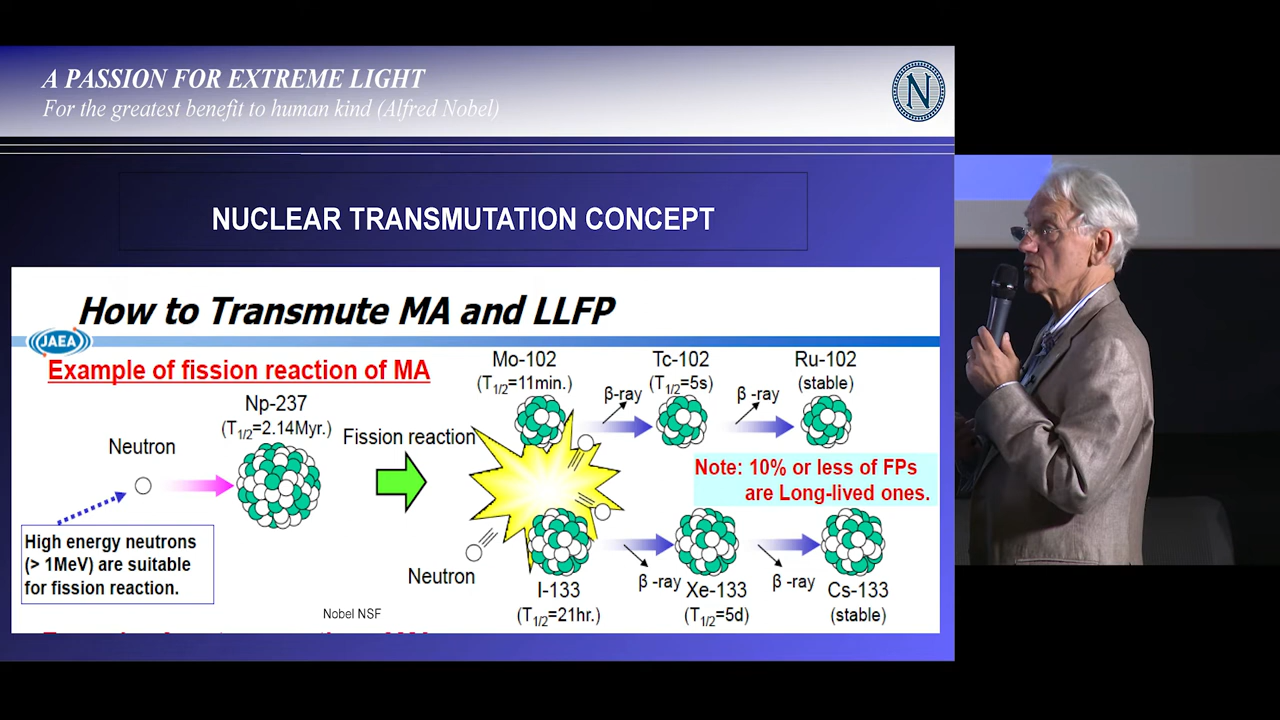 A PASSION FOR EXTREME LIGHT
For the greatest benefit to human kind (Alfred Nobel)
N
NUCLEAR TRANSMUTATION CONCEPT
How to Transmute MA and LLFP
JAEA
Example of fission reaction of MA
Mo-102
(T1/2=11min.)
Tc-102
(T1/2=5s)
Ru-102
(stable)
β-ray
β -ray
Np-237
(T1/2=2.14Myr.)
Neutron
Fission reaction
Note: 10% or less of FPs
are Long-lived ones.
High energy neutrons
(> 1MeV) are suitable
for fission reaction.
Neutron
I-133
(T1/2=21hr.)
β -ray
Xe-133
(T1/2=5d)
β -ray
Cs-133
(stable)
Nobel NSF